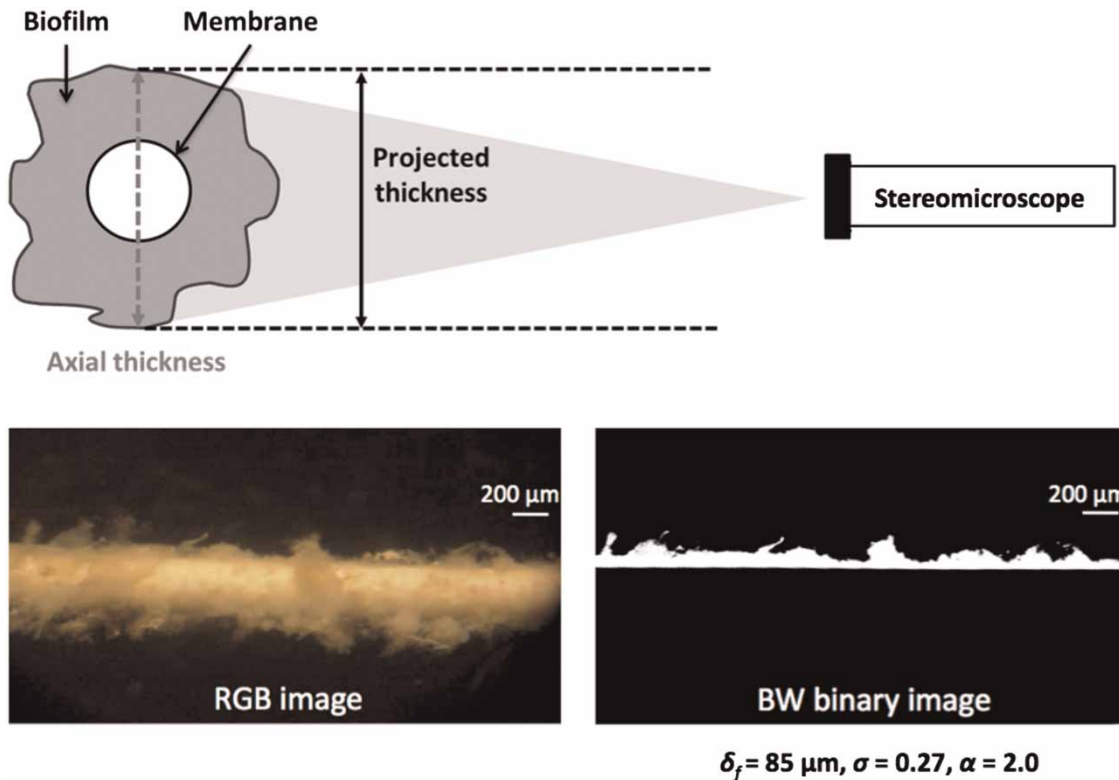 Biofilm
Membrane
Projected
thickness
Stereomicroscope
Axial thickness
200 μm
RGB image
200 μm
BW binary image
δf = 85 μm, σ = 0.27, α = 2.0